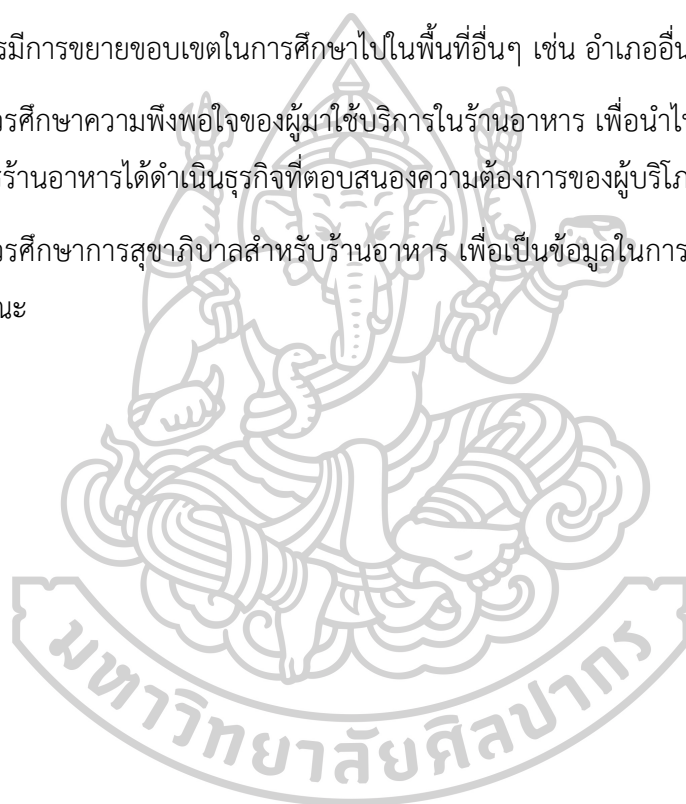 รมีการขยายขอบเขตในการศึกษาไปในพื้นที่อื่นๆ เช่น อำเภออื่น
วรศึกษาความพึงพอใจของผู้มาใช้บริการในร้านอาหาร เพื่อนำไป
รร้านอาหารได้ดำเนินธุรกิจที่ตอบสนองความต้องการของผู้บริโภ
วรศึกษาการสุขาภิบาลสำหรับร้านอาหาร เพื่อเป็นข้อมูลในการ
นะ
มหาวิทยาลัยศิลปากร